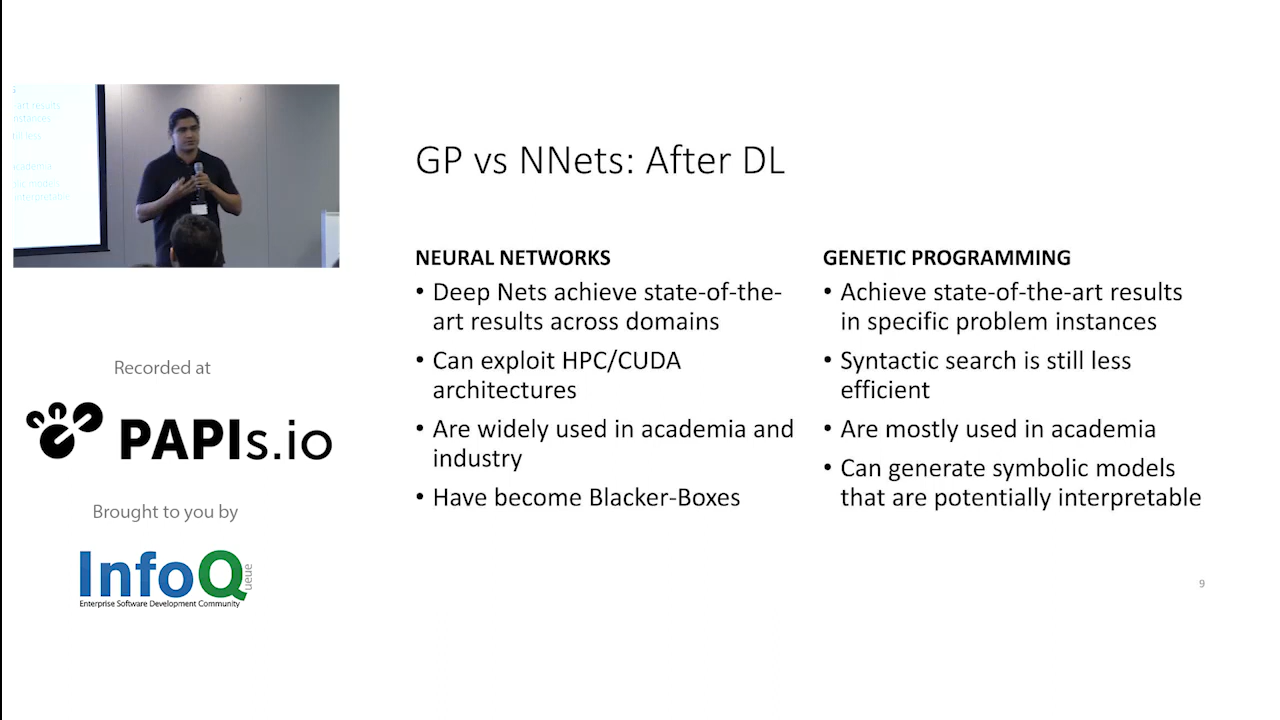 art results
GP vs NNets: After DL
NEURAL NETWORKS
• Deep Nets achieve state-of-the-
art results across domains
• Can exploit HPC/CUDA
architectures
• Are widely used in academia and
industry
• Have become Blacker-Boxes
GENETIC PROGRAMMING
• Achieve state-of-the-art results
in specific problem instances
• Syntactic search is still less
efficient
• Are mostly used in academia
• Can generate symbolic models
that are potentially interpretable
Recorded at
PAPIs.io
Brought to you by
InfoQ
ueue
Enterprise Software Development Community
9